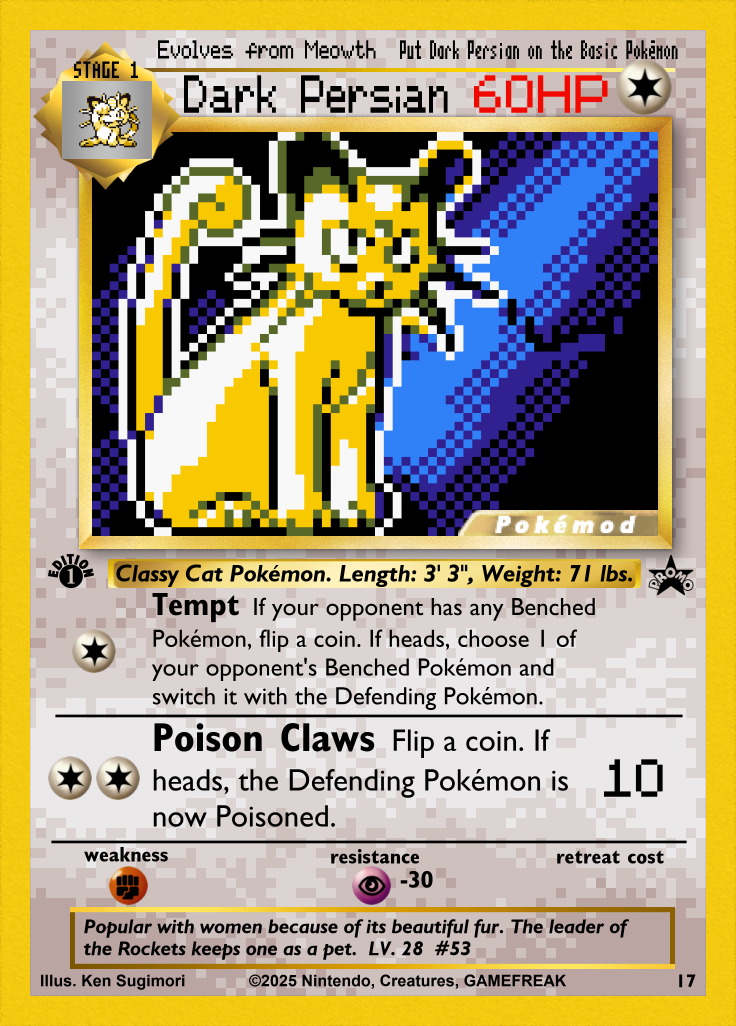 Evolves from Meowth Put Dark Persian on the Basic Pokémon
STAGE 1
Dark Persian 60HP
Pokémod
EDITION 1
Classy Cat Pokémon. Length: 3' 3", Weight: 71 lbs.
PROMO
Tempt If your opponent has any Benched
Pokémon, flip a coin. If heads, choose 1 of
your opponent's Benched Pokémon and
switch it with the Defending Pokémon.
Poison Claws Flip a coin. If
heads, the Defending Pokémon is
now Poisoned.
10
weakness resistance retreat cost
-30
Popular with women because of its beautiful fur. The leader of
the Rockets keeps one as a pet. LV. 28 #53
Illus. Ken Sugimori ©2025 Nintendo, Creatures, GAMEFREAK 17